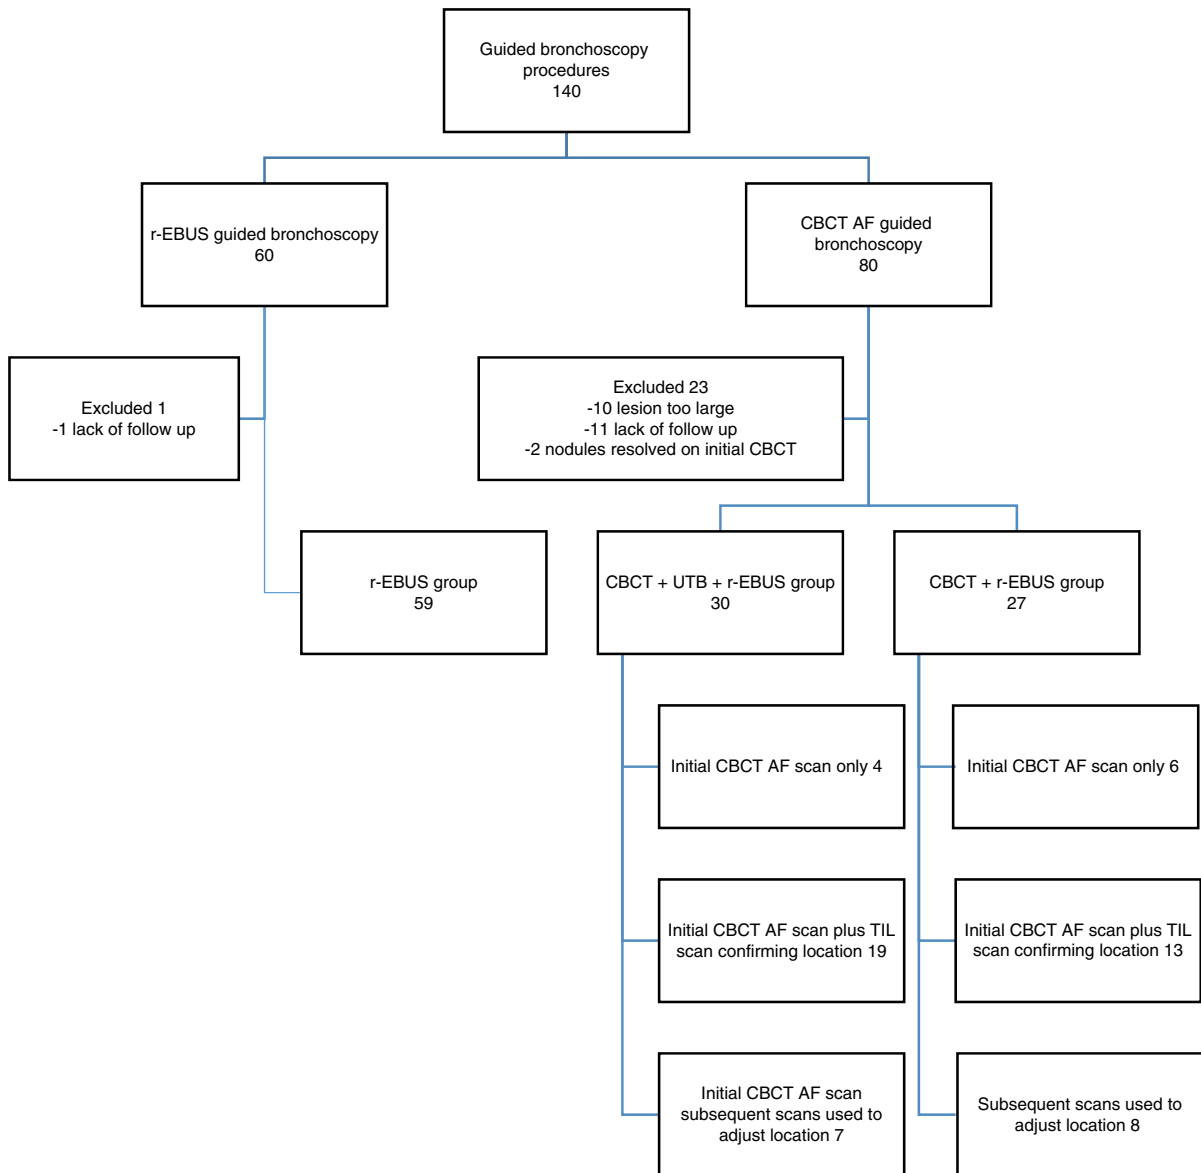 Guided bronchoscopy
procedures
140
r-EBUS guided bronchoscopy
60
CBCT AF guided
bronchoscopy
80
Excluded 1
-1 lack of follow up
Excluded 23
-10 lesion too large
-11 lack of follow up
-2 nodules resolved on initial CBCT
r-EBUS group
59
CBCT + UTB + r-EBUS group
30
CBCT + r-EBUS group
27
Initial CBCT AF scan only 4
Initial CBCT AF scan only 6
Initial CBCT AF scan plus TIL
scan confirming location 19
Initial CBCT AF scan plus TIL
scan confirming location 13
Initial CBCT AF scan
subsequent scans used to
adjust location 7
Subsequent scans used to
adjust location 8